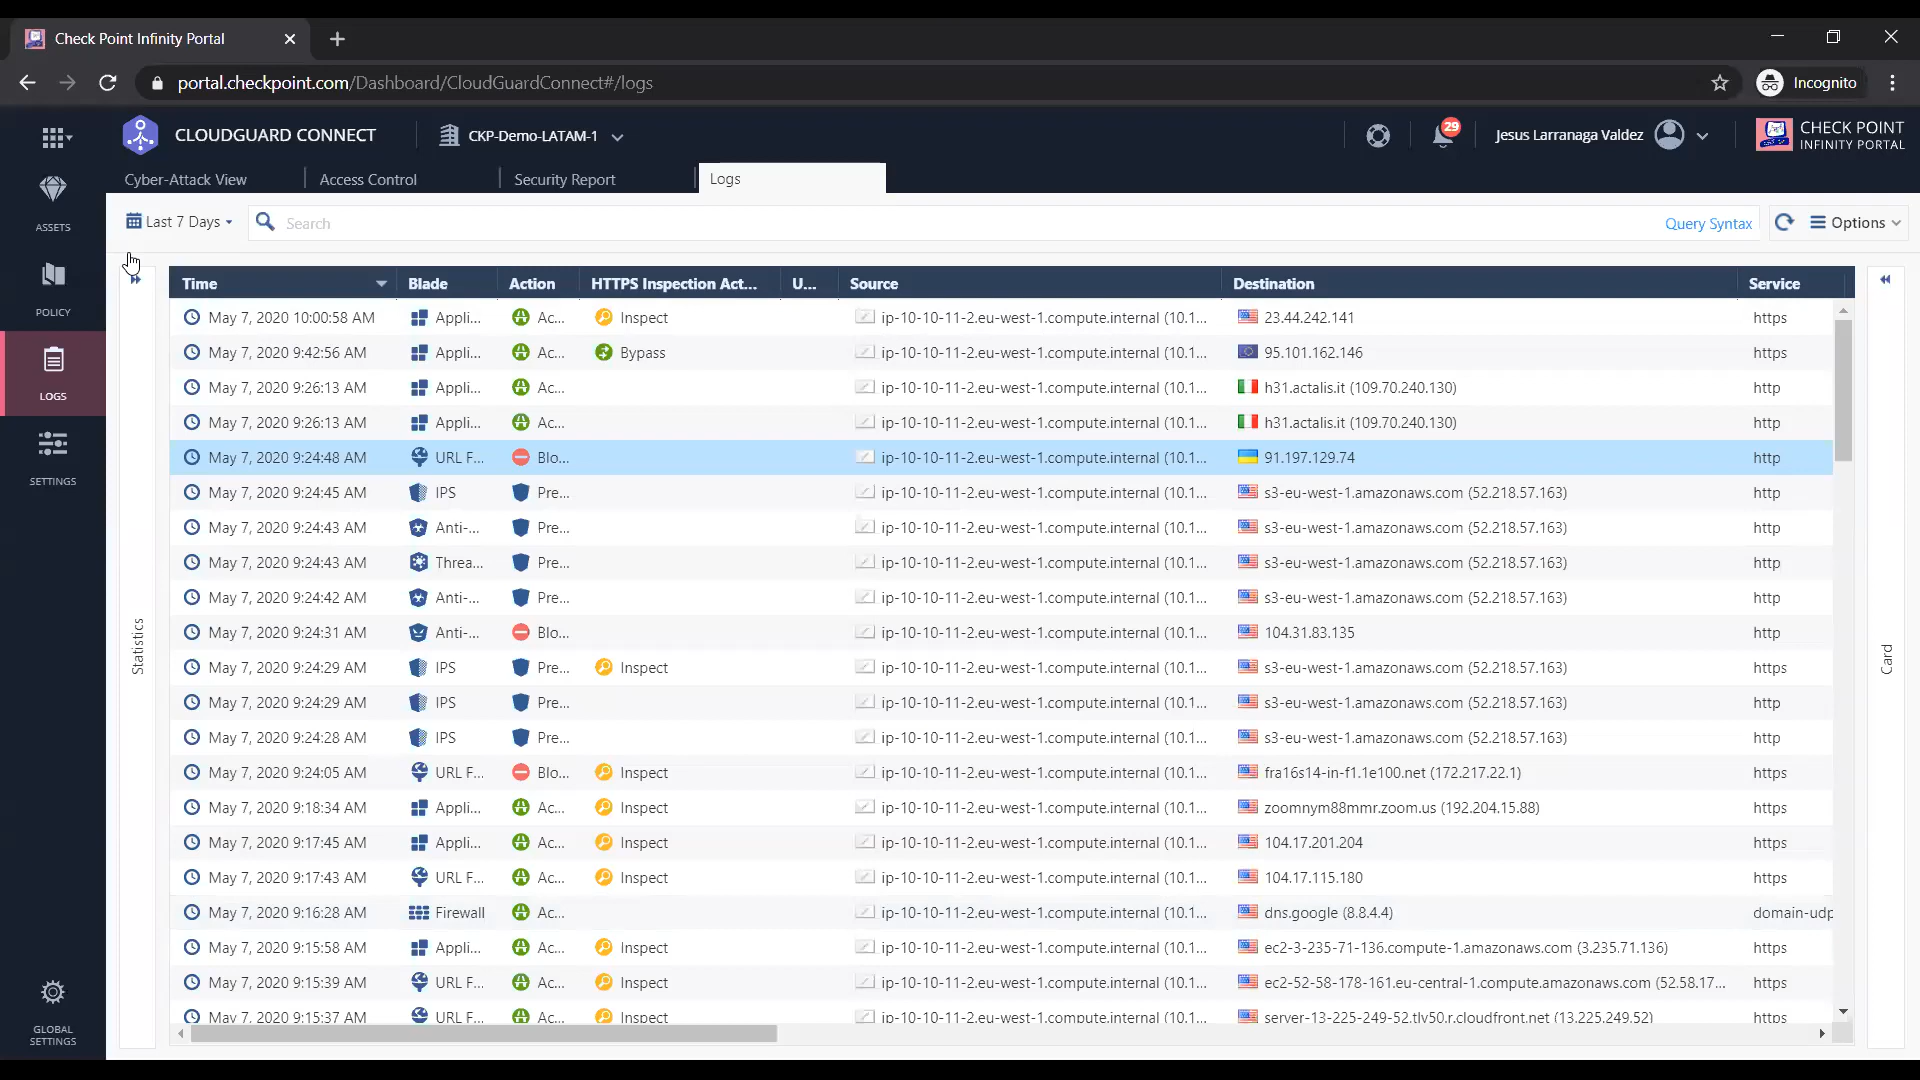 Check Point Infinity Portal
portal.checkpoint.com/Dashboard/CloudGuardConnect#/logs
Incognito
CLOUDGUARD CONNECT
CKP-Demo-LATAM-1
29
Jesus Larranaga Valdez
CHECK POINT
INFINITY PORTAL
Cyber-Attack View
Access Control
Security Report
Logs
ASSETS
POLICY
LOGS
SETTINGS
GLOBAL
SETTINGS
Last 7 Days
Search
Query Syntax
Options
Statistics
Card
Time Blade Action HTTPS Inspection Act... U... Source Destination Service
May 7, 2020 10:00:58 AM Appli... Ac... Inspect ip-10-10-11-2.eu-west-1.compute.internal (10.1... 23.44.242.141 https
May 7, 2020 9:42:56 AM Appli... Ac... Bypass ip-10-10-11-2.eu-west-1.compute.internal (10.1... 95.101.162.146 https
May 7, 2020 9:26:13 AM Appli... Ac... ip-10-10-11-2.eu-west-1.compute.internal (10.1... h31.actalis.it (109.70.240.130) http
May 7, 2020 9:26:13 AM Appli... Ac... ip-10-10-11-2.eu-west-1.compute.internal (10.1... h31.actalis.it (109.70.240.130) http
May 7, 2020 9:24:48 AM URL F... Blo... ip-10-10-11-2.eu-west-1.compute.internal (10.1... 91.197.129.74 http
May 7, 2020 9:24:45 AM IPS Pre... ip-10-10-11-2.eu-west-1.compute.internal (10.1... s3-eu-west-1.amazonaws.com (52.218.57.163) http
May 7, 2020 9:24:43 AM Anti-... Pre... ip-10-10-11-2.eu-west-1.compute.internal (10.1... s3-eu-west-1.amazonaws.com (52.218.57.163) http
May 7, 2020 9:24:43 AM Threa... Pre... ip-10-10-11-2.eu-west-1.compute.internal (10.1... s3-eu-west-1.amazonaws.com (52.218.57.163) http
May 7, 2020 9:24:42 AM Anti-... Pre... ip-10-10-11-2.eu-west-1.compute.internal (10.1... s3-eu-west-1.amazonaws.com (52.218.57.163) http
May 7, 2020 9:24:31 AM Anti-... Blo... ip-10-10-11-2.eu-west-1.compute.internal (10.1... 104.31.83.135 http
May 7, 2020 9:24:29 AM IPS Pre... Inspect ip-10-10-11-2.eu-west-1.compute.internal (10.1... s3-eu-west-1.amazonaws.com (52.218.57.163) https
May 7, 2020 9:24:29 AM IPS Pre... ip-10-10-11-2.eu-west-1.compute.internal (10.1... s3-eu-west-1.amazonaws.com (52.218.57.163) http
May 7, 2020 9:24:28 AM IPS Pre... ip-10-10-11-2.eu-west-1.compute.internal (10.1... s3-eu-west-1.amazonaws.com (52.218.57.163) http
May 7, 2020 9:24:05 AM URL F... Blo... Inspect ip-10-10-11-2.eu-west-1.compute.internal (10.1... fra16s14-in-f1.1e100.net (172.217.22.1) https
May 7, 2020 9:18:34 AM Appli... Ac... Inspect ip-10-10-11-2.eu-west-1.compute.internal (10.1... zoomnym88mmr.zoom.us (192.204.15.88) https
May 7, 2020 9:17:45 AM Appli... Ac... Inspect ip-10-10-11-2.eu-west-1.compute.internal (10.1... 104.17.201.204 https
May 7, 2020 9:17:43 AM URL F... Ac... Inspect ip-10-10-11-2.eu-west-1.compute.internal (10.1... 104.17.115.180 https
May 7, 2020 9:16:28 AM Firewall Ac... ip-10-10-11-2.eu-west-1.compute.internal (10.1... dns.google (8.8.4.4) domain-udp
May 7, 2020 9:15:58 AM Appli... Ac... Inspect ip-10-10-11-2.eu-west-1.compute.internal (10.1... ec2-3-235-71-136.compute-1.amazonaws.com (3.235.71.136) https
May 7, 2020 9:15:39 AM URL F... Ac... Inspect ip-10-10-11-2.eu-west-1.compute.internal (10.1... ec2-52-58-178-161.eu-central-1.compute.amazonaws.com (52.58.17... https
May 7, 2020 9:15:37 AM URL F... Ac... Inspect ip-10-10-11-2.eu-west-1.compute.internal (10.1... server-13-225-249-52.tlv50.r.cloudfront.net (13.225.249.52) https